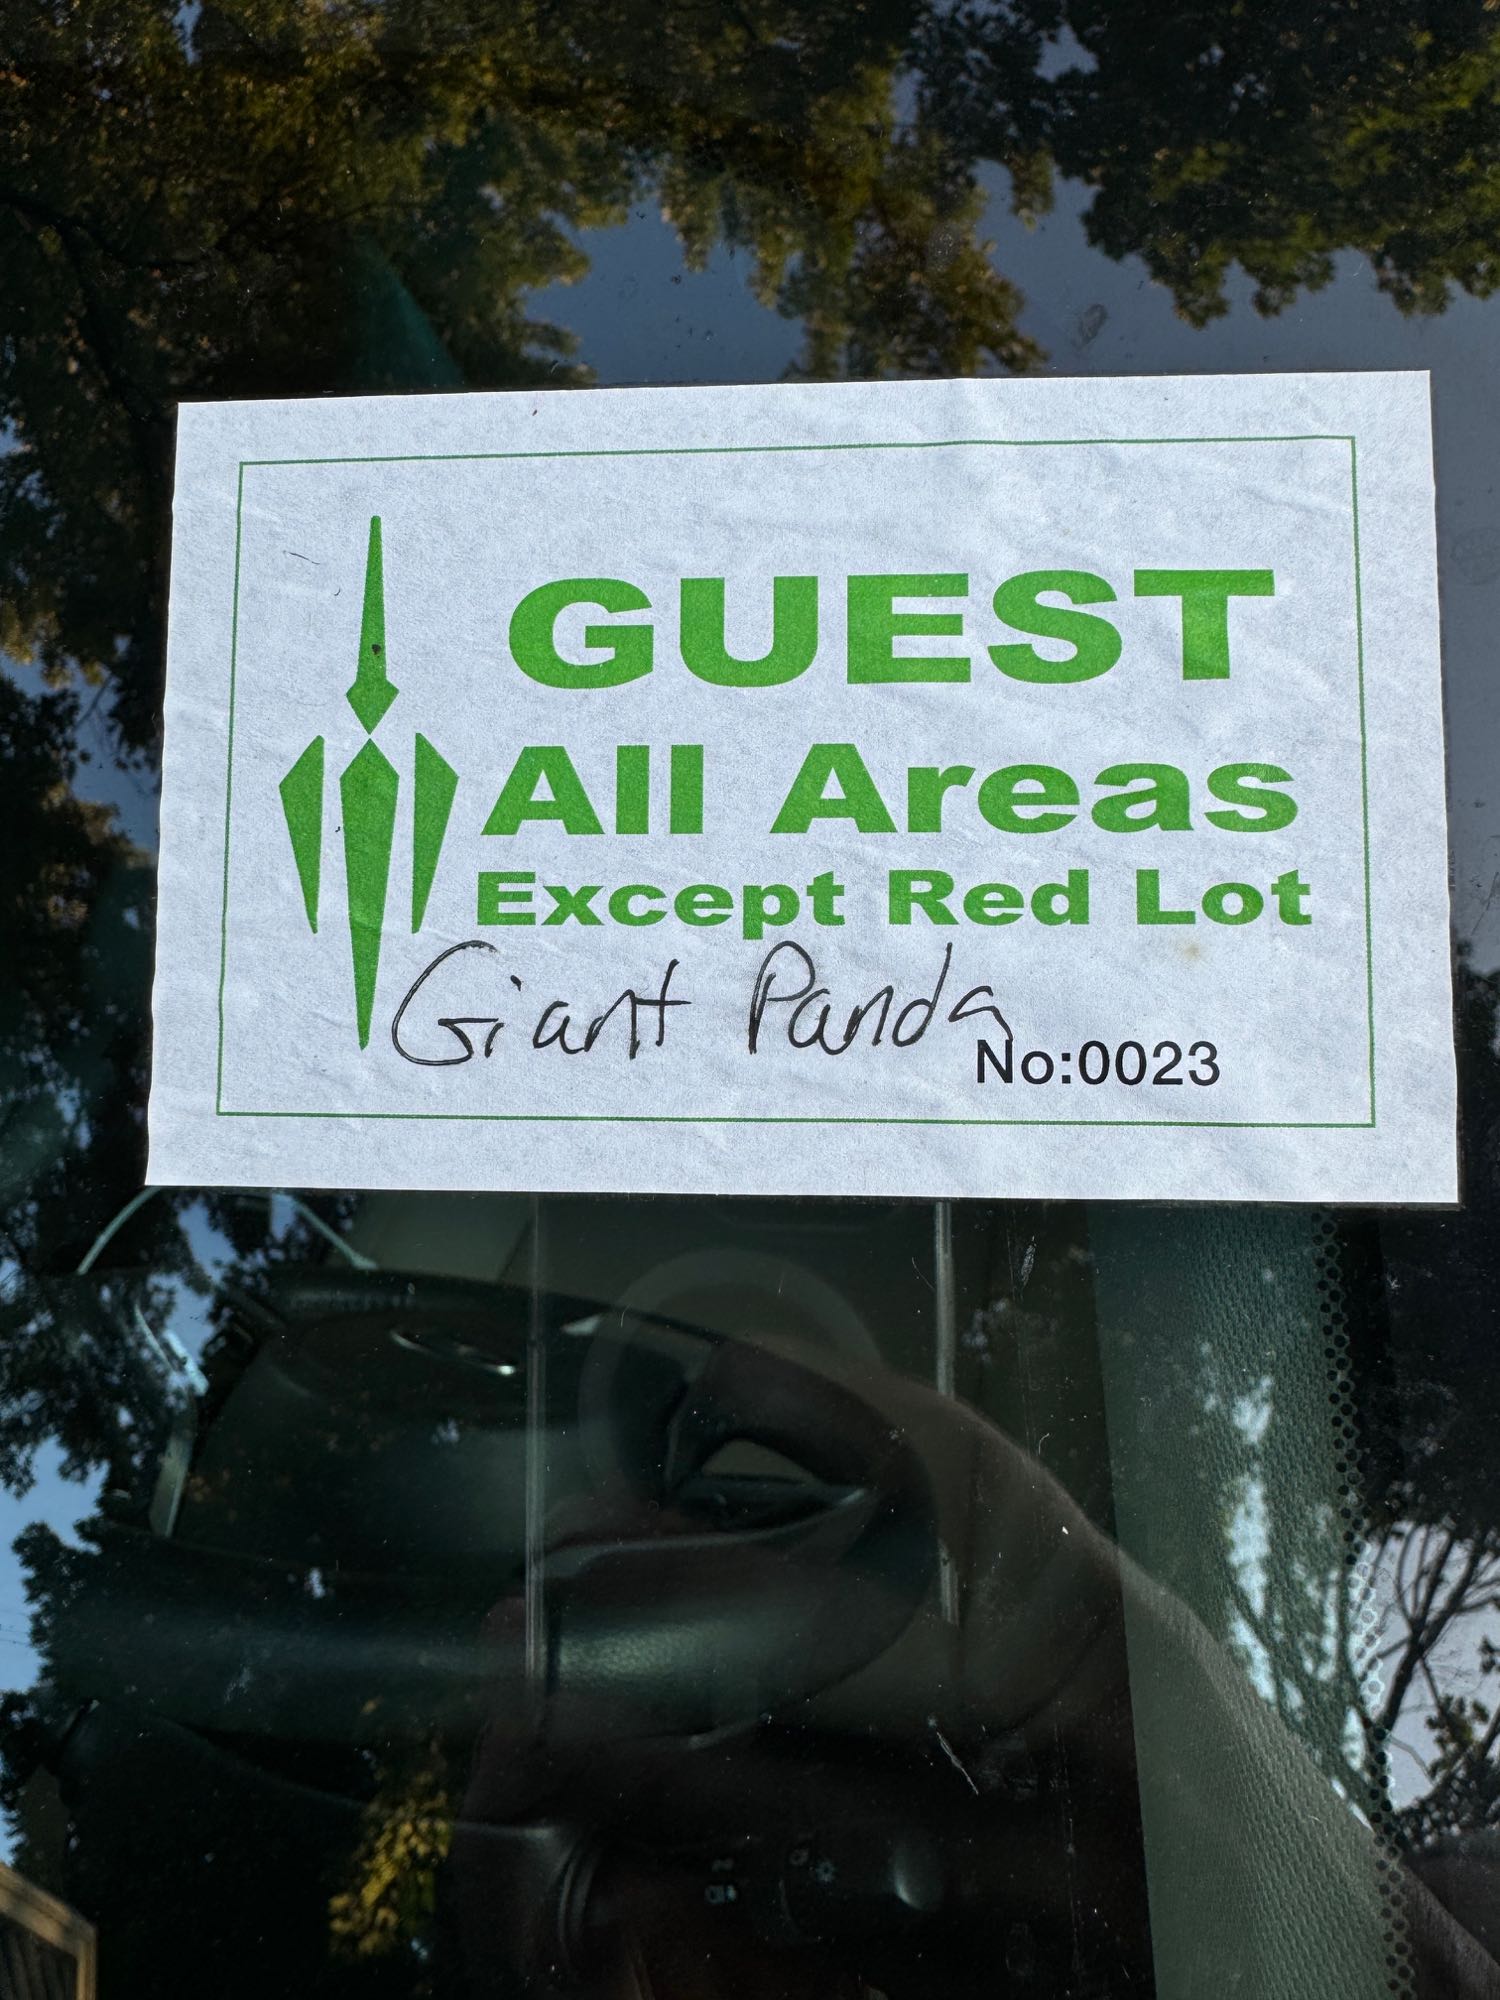 GUEST
All Areas
Except Red Lot
Giant Panda
No:0023